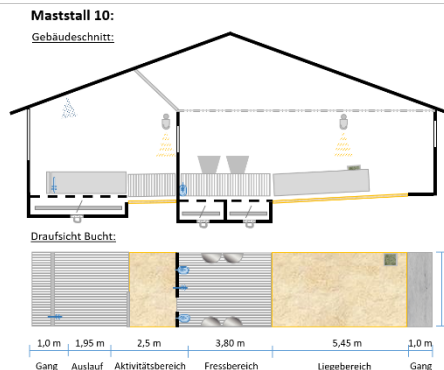 Maststall 10:
Gebäudeschnitt:
Draufsicht Bucht:
1,0 m 1,95 m 2,5 m 3,80 m 5,45 m 1,0 m
Gang Auslauf Aktivitätsbereich Fressbereich Liegebereich Gang